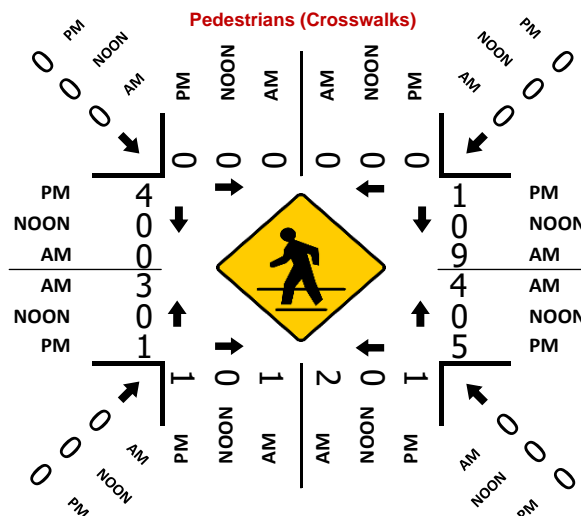 Pedestrians (Crosswalks)
0 0 0 PM NOON AM
PM NOON AM AM NOON PM
0 0 0 PM NOON AM
0 0 0 0 0 0
PM 4 1 PM
NOON 0 0 NOON
AM 0 9 AM
AM 3 4 AM
NOON 0 0 NOON
PM 1 5 PM
1 0 1 2 0 1
0 0 0 AM NOON PM
PM NOON AM AM NOON PM
0 0 0 AM NOON PM